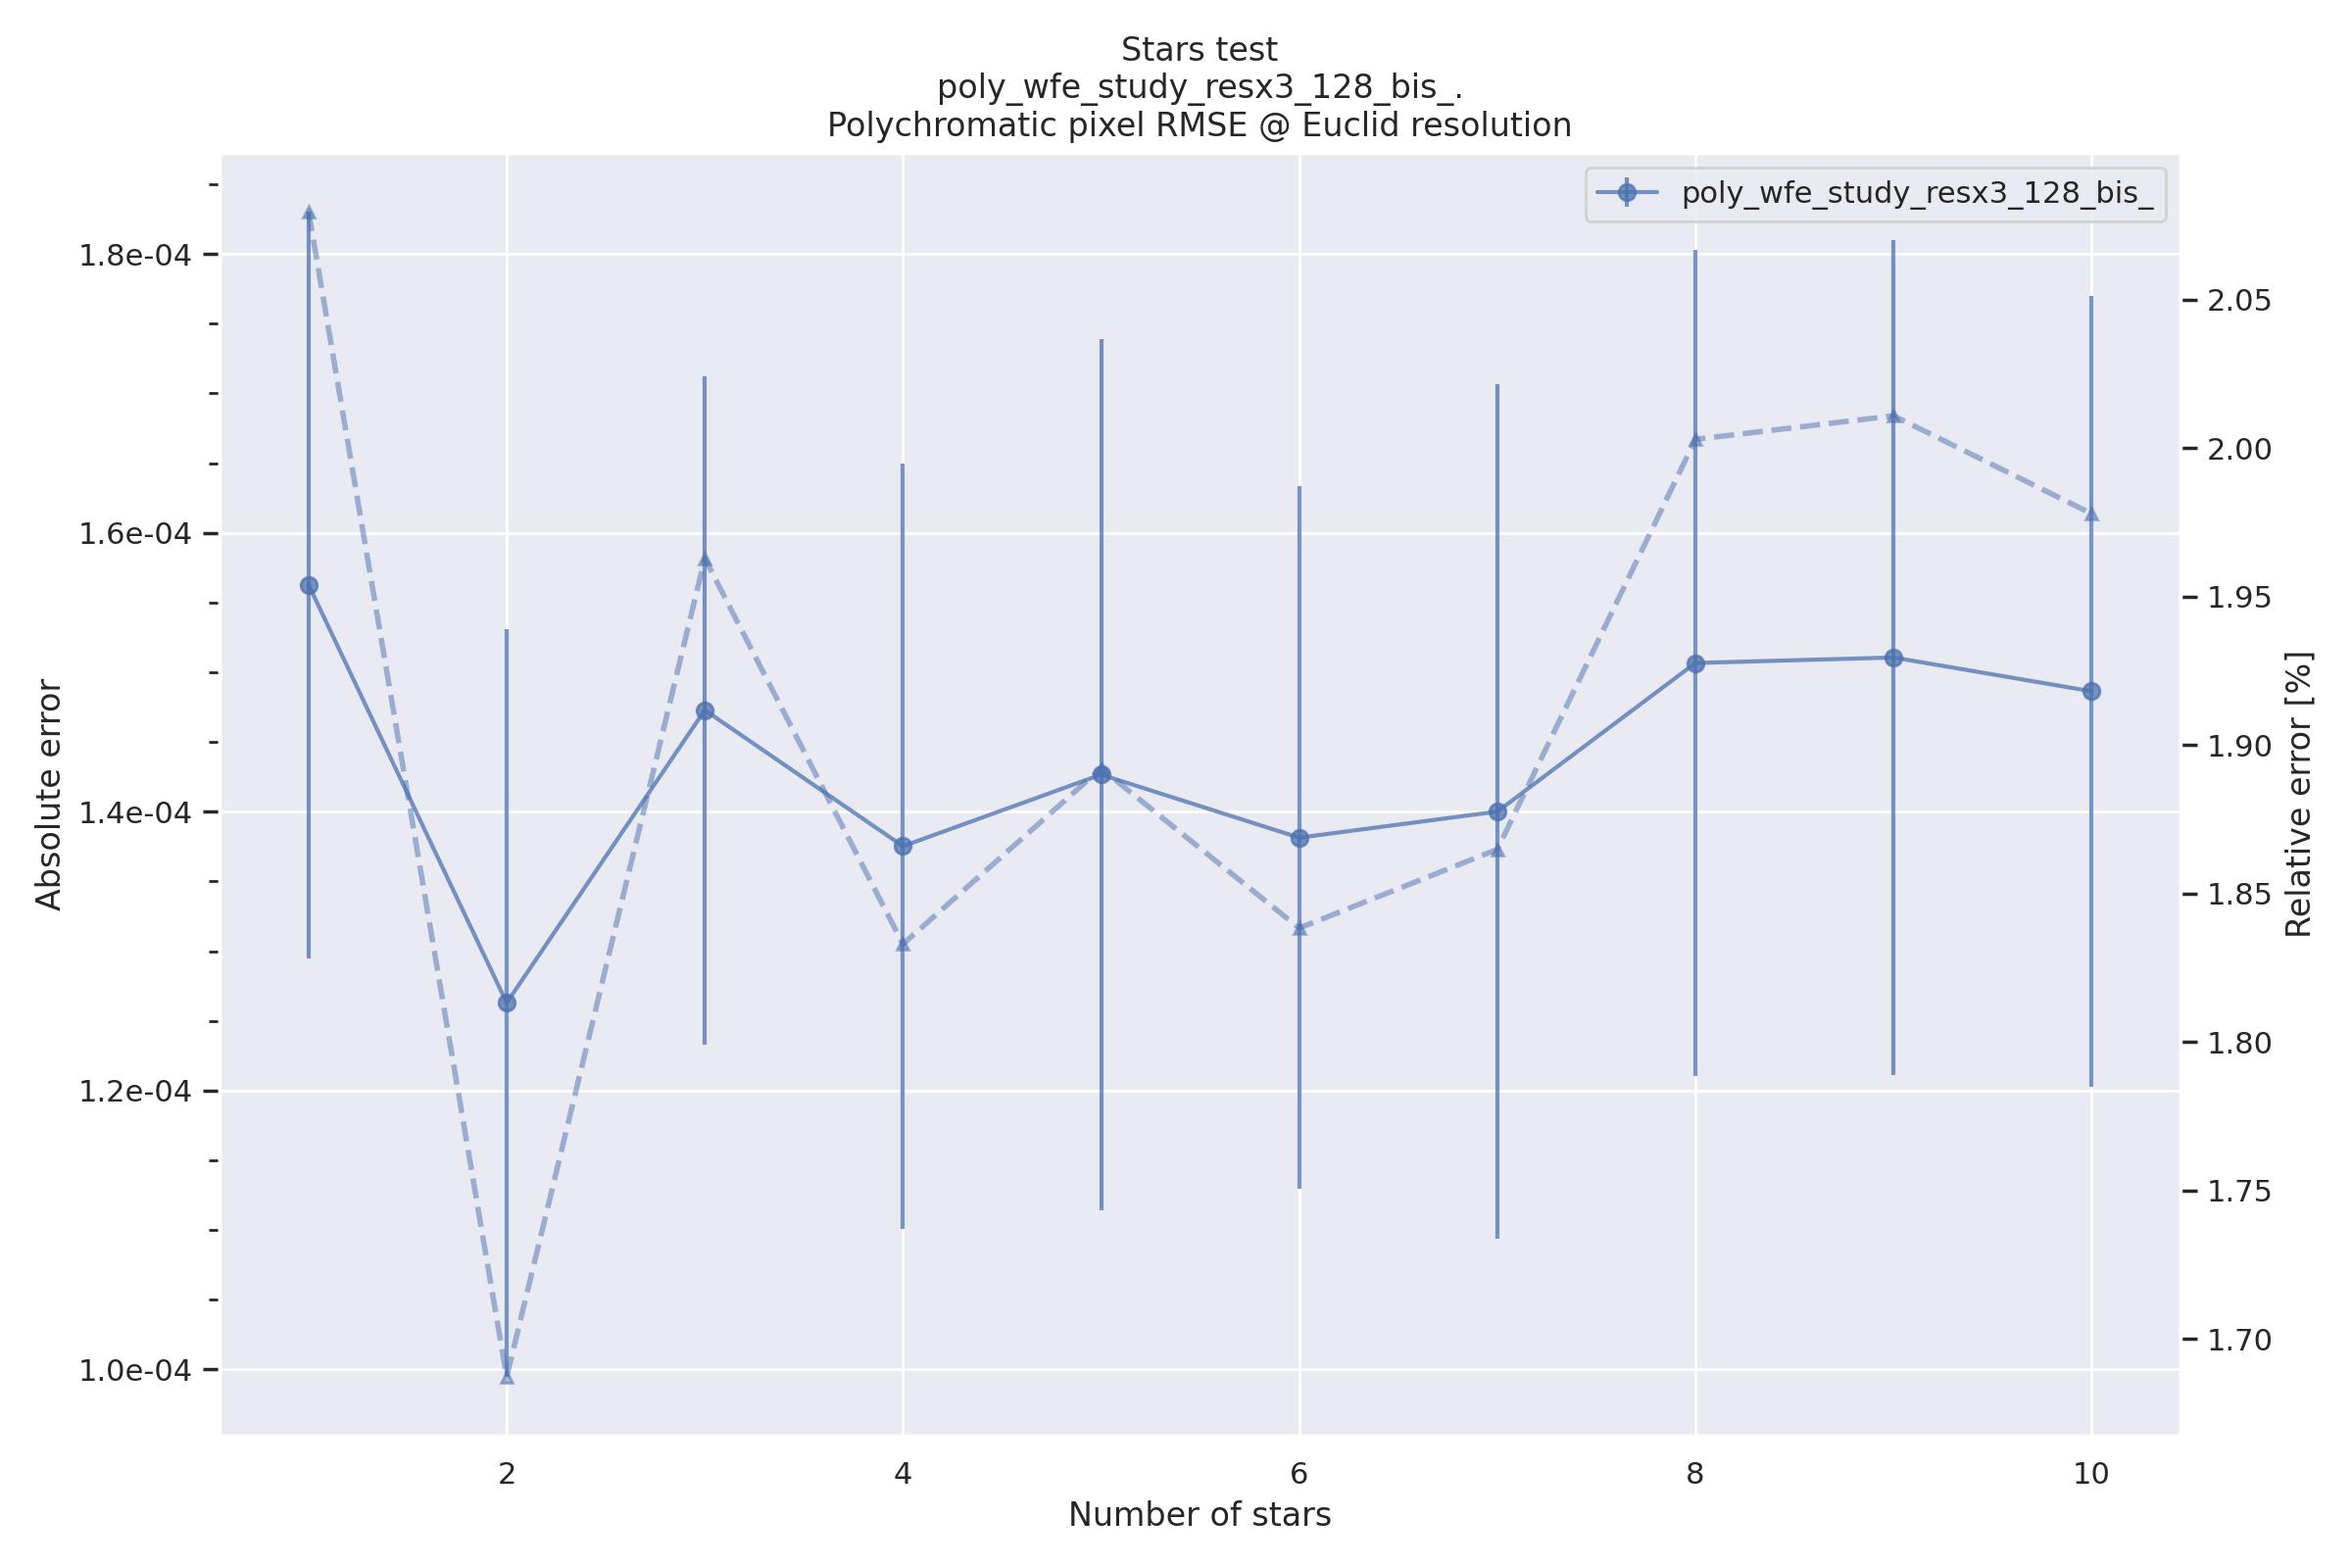 Stars test
poly_wfe_study_resx3_128_bis_.
Polychromatic pixel RMSE @ Euclid resolution
poly_wfe_study_resx3_128_bis_
1.8e-04
1.6e-04
1.4e-04
1.2e-04
1.0e-04
Absolute error
2.05
2.00
1.95
1.90
1.85
1.80
1.75
1.70
Relative error [%]
2 4 6 8 10
Number of stars